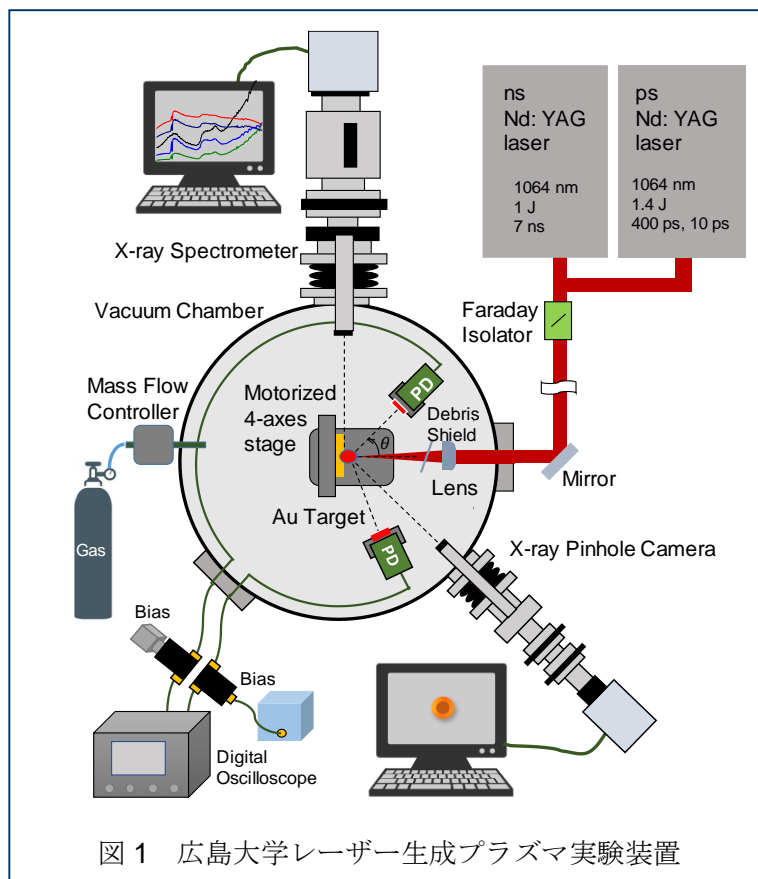 ns
Nd: YAG
laser
1064 nm
1 J
7 ns
ps
Nd: YAG
laser
1064 nm
1.4 J
400 ps, 10 ps
X-ray Spectrometer
Vacuum Chamber
Faraday
Isolator
Mass Flow
Controller
Motorized
4-axes
stage
PD
Debris
Shield
θ
Lens
Mirror
Au Target
PD
Gas
X-ray Pinhole Camera
Bias
Bias
Digital
Oscilloscope
図 1 広島大学レーザー生成プラズマ実験装置